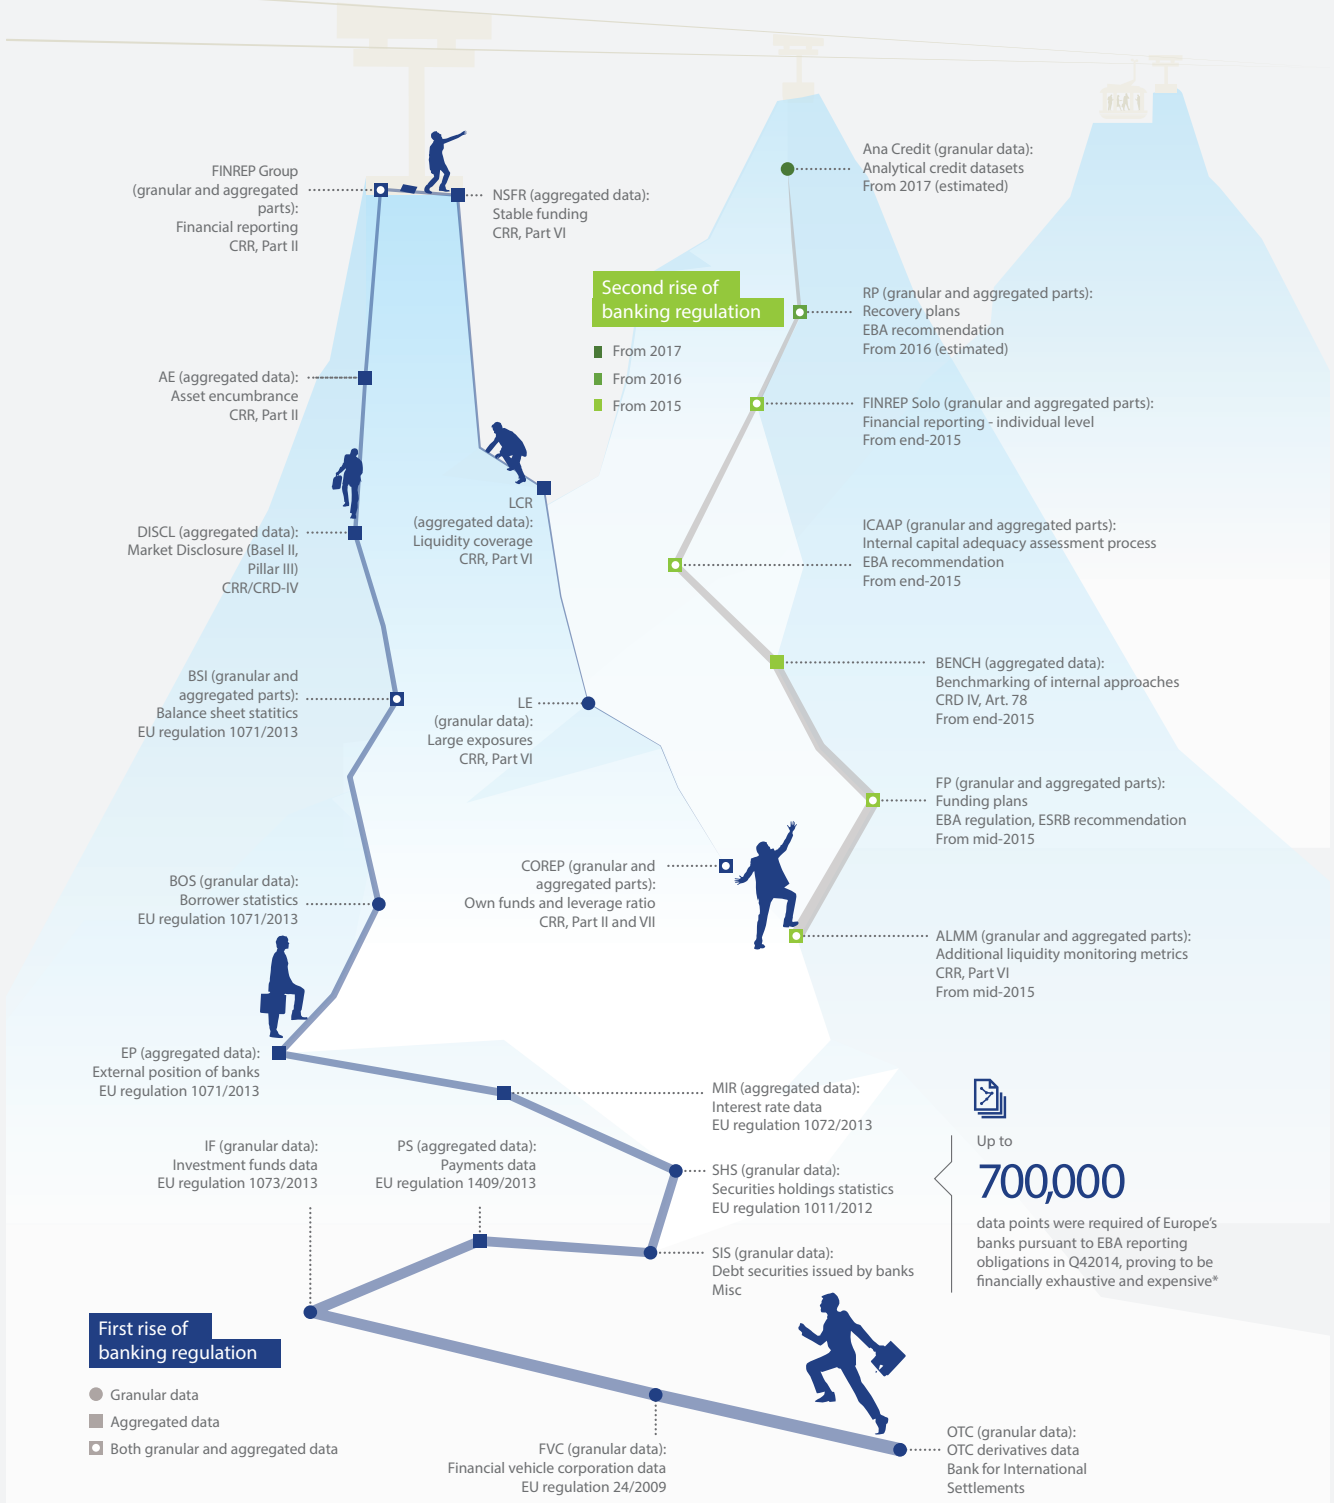 FINREP Group
(granular and aggregated
parts):
Financial reporting
CRR, Part II
NSFR (aggregated data):
Stable funding
CRR, Part VI
Ana Credit (granular data):
Analytical credit datasets
From 2017 (estimated)
Second rise of
banking regulation
From 2017
From 2016
From 2015
RP (granular and aggregated parts):
Recovery plans
EBA recommendation
From 2016 (estimated)
AE (aggregated data):
Asset encumbrance
CRR, Part II
FINREP Solo (granular and aggregated parts):
Financial reporting - individual level
From end-2015
LCR
(aggregated data):
Liquidity coverage
CRR, Part VI
DISCL (aggregated data):
Market Disclosure (Basel II,
Pillar III)
CRR/CRD-IV
ICAAP (granular and aggregated parts):
Internal capital adequacy assessment process
EBA recommendation
From end-2015
BSI (granular and
aggregated parts):
Balance sheet statitics
EU regulation 1071/2013
LE
(granular data):
Large exposures
CRR, Part VI
BENCH (aggregated data):
Benchmarking of internal approaches
CRD IV, Art. 78
From end-2015
FP (granular and aggregated parts):
Funding plans
EBA regulation, ESRB recommendation
From mid-2015
BOS (granular data):
Borrower statistics
EU regulation 1071/2013
COREP (granular and
aggregated parts):
Own funds and leverage ratio
CRR, Part II and VII
ALMM (granular and aggregated parts):
Additional liquidity monitoring metrics
CRR, Part VI
From mid-2015
EP (aggregated data):
External position of banks
EU regulation 1071/2013
MIR (aggregated data):
Interest rate data
EU regulation 1072/2013
IF (granular data):
Investment funds data
EU regulation 1073/2013
PS (aggregated data):
Payments data
EU regulation 1409/2013
SHS (granular data):
Securities holdings statistics
EU regulation 1011/2012
SIS (granular data):
Debt securities issued by banks
Misc
Up to
700,000
data points were required of Europe's
banks pursuant to EBA reporting
obligations in Q42014, proving to be
financially exhaustive and expensive*
First rise of
banking regulation
Granular data
Aggregated data
Both granular and aggregated data
FVC (granular data):
Financial vehicle corporation data
EU regulation 24/2009
OTC (granular data):
OTC derivatives data
Bank for International
Settlements